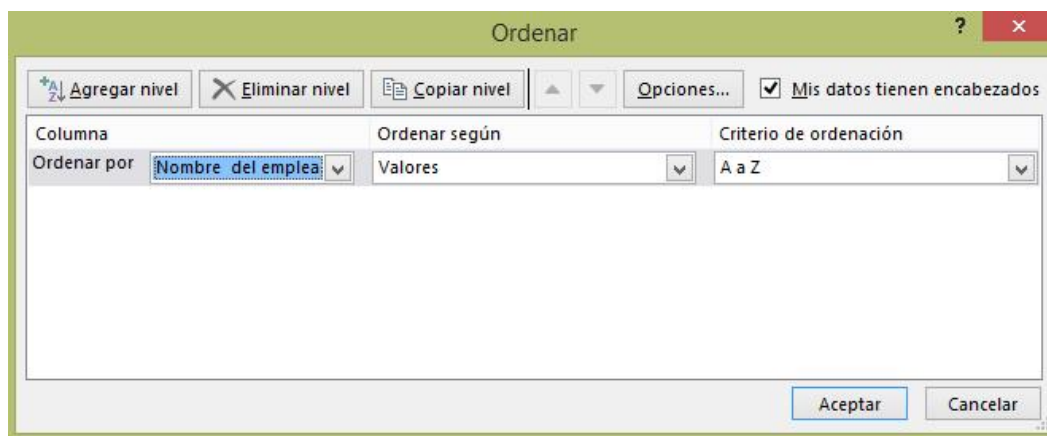 Ordenar ?
Agregar nivel Eliminar nivel Copiar nivel Opciones... Mis datos tienen encabezados
Columna Ordenar según Criterio de ordenación
Ordenar por Nombre del emplea Valores A a Z
Aceptar Cancelar